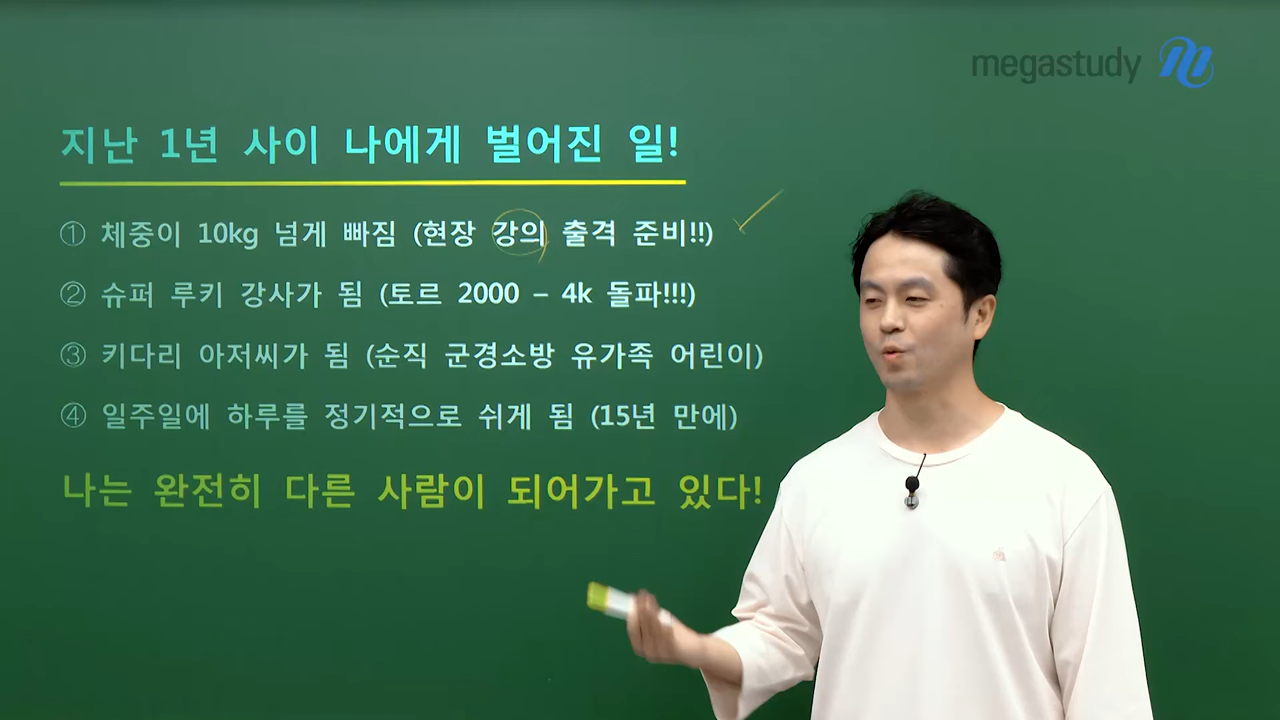 megastudy
지난 1년 사이 나에게 벌어진 일!
① 체중이 10kg 넘게 빠짐 (현장 강의 출격 준비!!)
② 슈퍼 루키 강사가 됨 (토르 2000 – 4k 돌파!!!)
③ 키다리 아저씨가 됨 (순직 군경소방 유가족 어린이)
④ 일주일에 하루를 정기적으로 쉬게 됨 (15년 만에)
나는 완전히 다른 사람이 되어가고 있다!